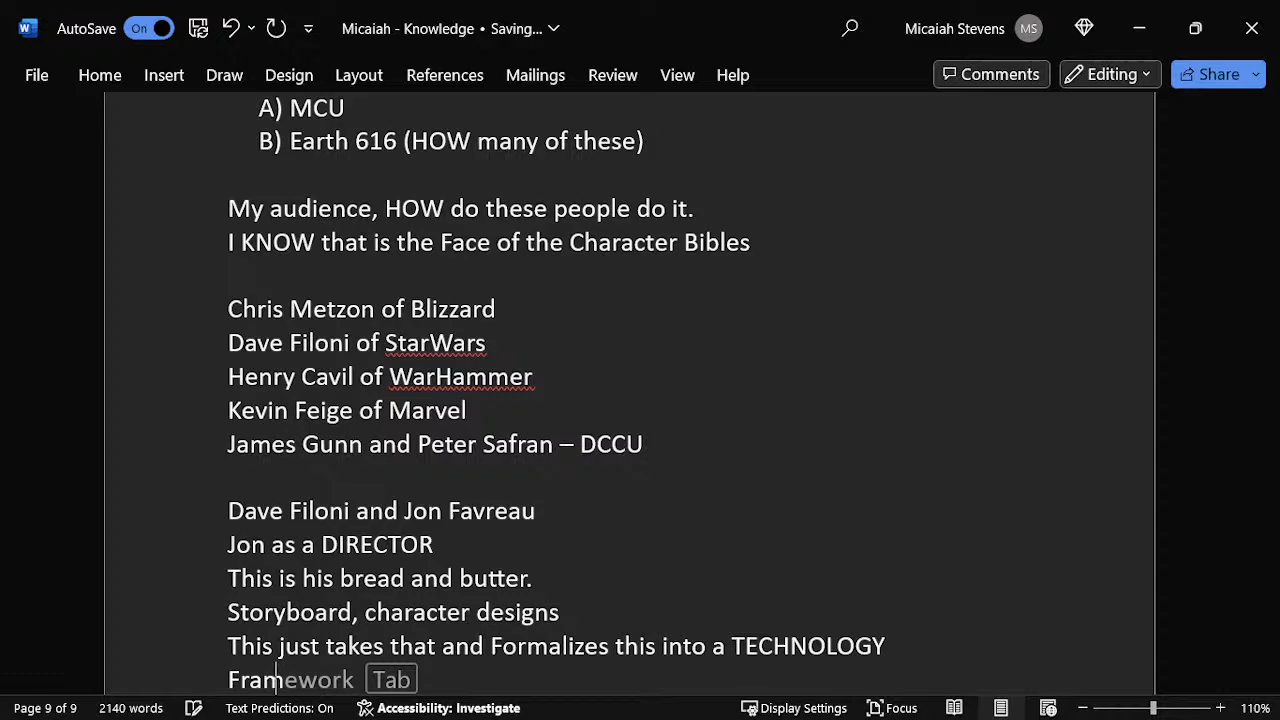 AutoSave On Micaiah - Knowledge • Saving... Micaiah Stevens MS
File Home Insert Draw Design Layout References Mailings Review View Help Comments Editing Share
A) MCU
B) Earth 616 (HOW many of these)
My audience, HOW do these people do it.
I KNOW that is the Face of the Character Bibles
Chris Metzon of Blizzard
Dave Filoni of StarWars
Henry Cavil of WarHammer
Kevin Feige of Marvel
James Gunn and Peter Safran – DCCU
Dave Filoni and Jon Favreau
Jon as a DIRECTOR
This is his bread and butter.
Storyboard, character designs
This just takes that and Formalizes this into a TECHNOLOGY
Framework Tab
Page 9 of 9 2140 words Text Predictions: On Accessibility: Investigate Display Settings Focus 110%